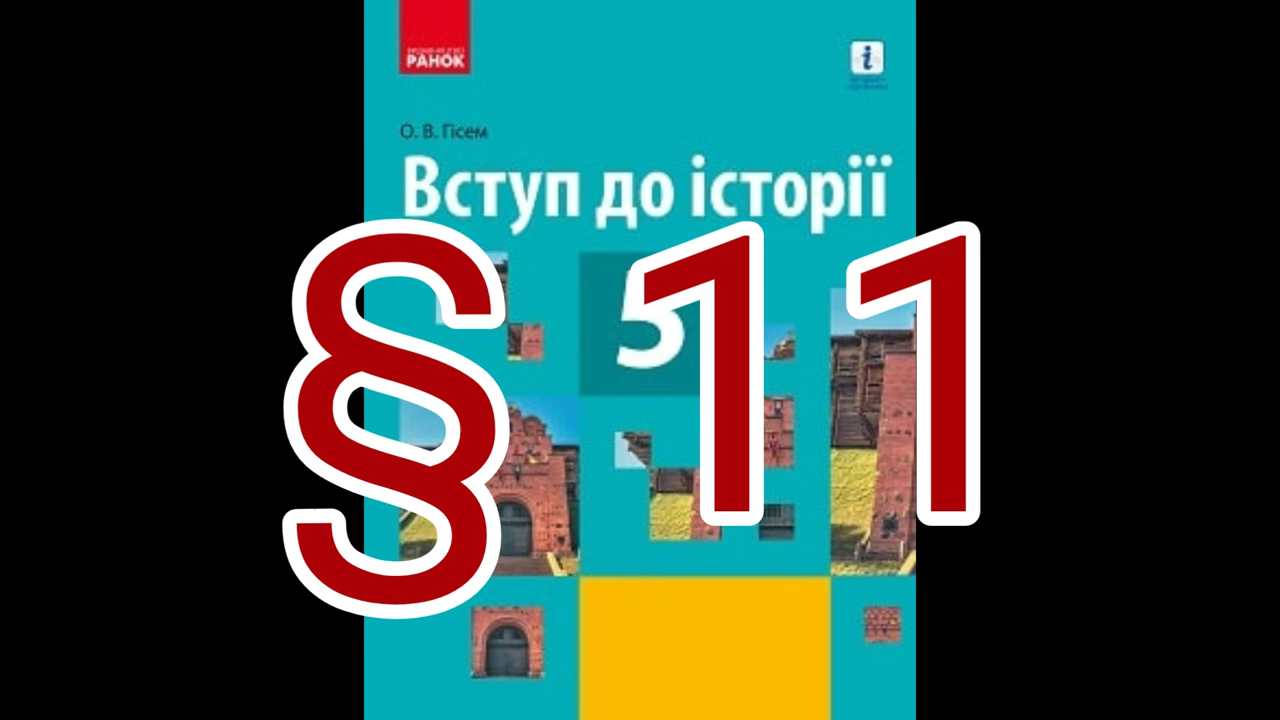 РАНОК
i
О. В. Гісем
Вступ до історії
5
§ 11